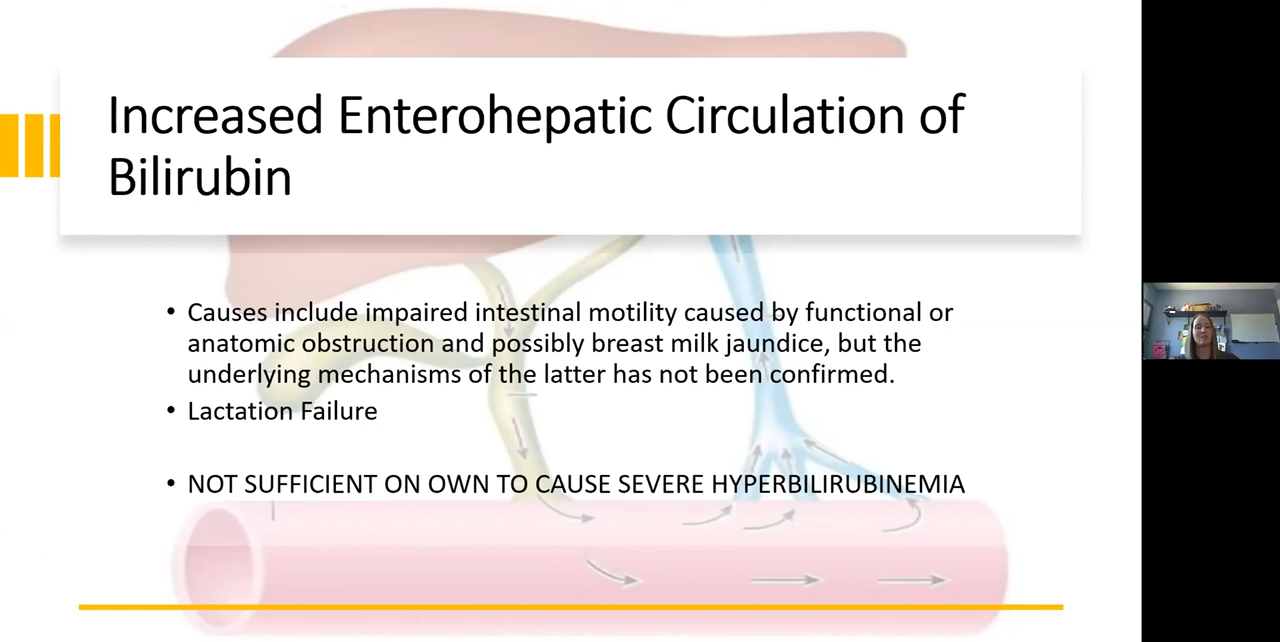 Increased Enterohepatic Circulation of
Bilirubin
• Causes include impaired intestinal motility caused by functional or
anatomic obstruction and possibly breast milk jaundice, but the
underlying mechanisms of the latter has not been confirmed.
• Lactation Failure
• NOT SUFFICIENT ON OWN TO CAUSE SEVERE HYPERBILIRUBINEMIA